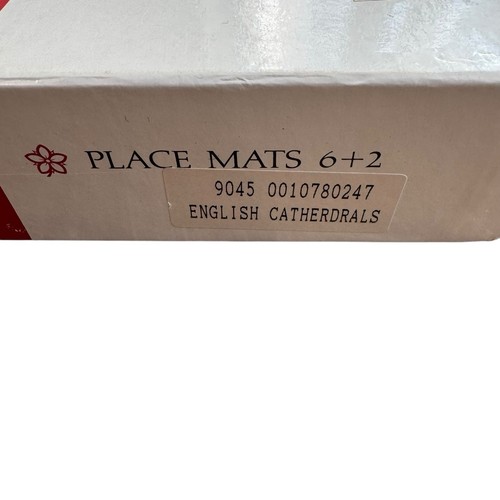 PLACE MATS 6+2
9045 0010780247
ENGLISH CATHERDRALS